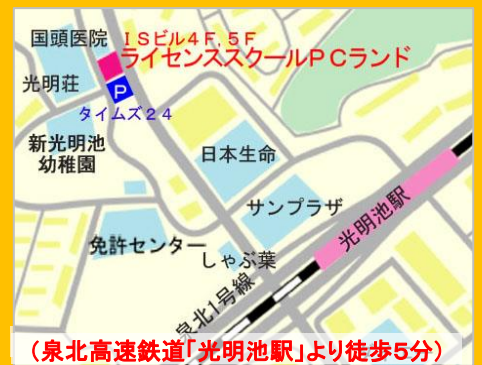 国頭医院
ISビル4F,5F
ライセンススクールPCランド
光明荘
P
タイムズ24
新光明池
幼稚園
日本生命
サンプラザ
光明池駅
免許センター
しゃぶ葉
泉北1号線
(泉北高速鉄道「光明池駅」より徒歩5分)